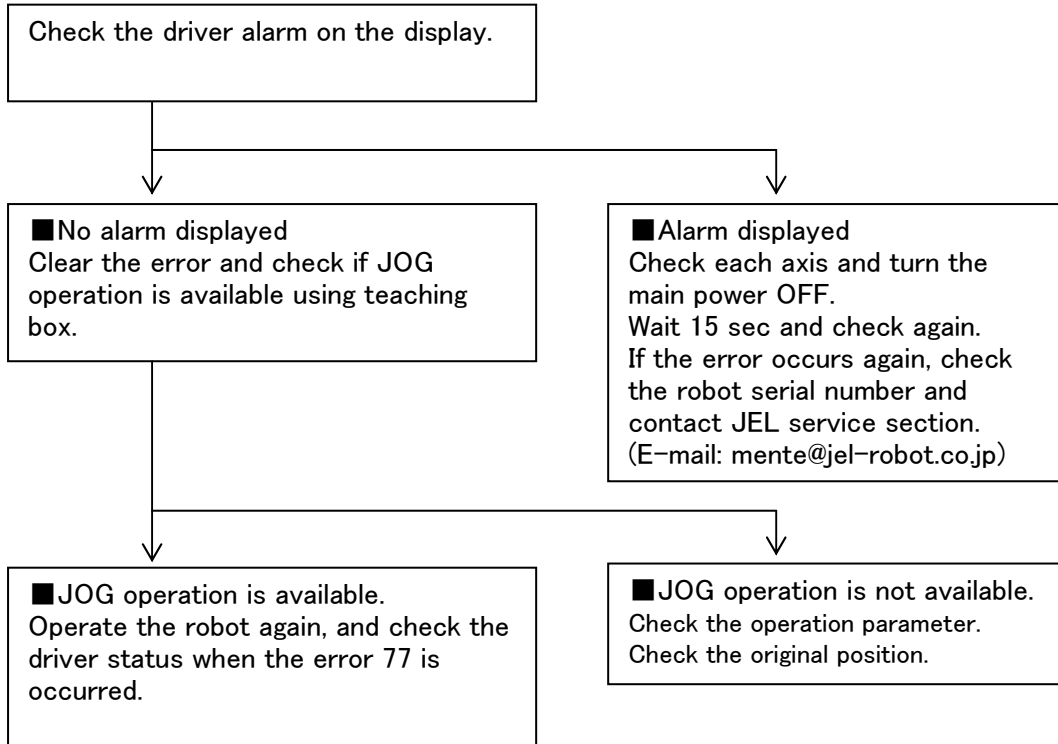 Check the driver alarm on the display.
■No alarm displayed
Clear the error and check if JOG
operation is available using teaching
box.
■Alarm displayed
Check each axis and turn the
main power OFF.
Wait 15 sec and check again.
If the error occurs again, check
the robot serial number and
contact JEL service section.
(E-mail: mente@jel-robot.co.jp)
■JOG operation is available.
Operate the robot again, and check the
driver status when the error 77 is
occurred.
■JOG operation is not available.
Check the operation parameter.
Check the original position.